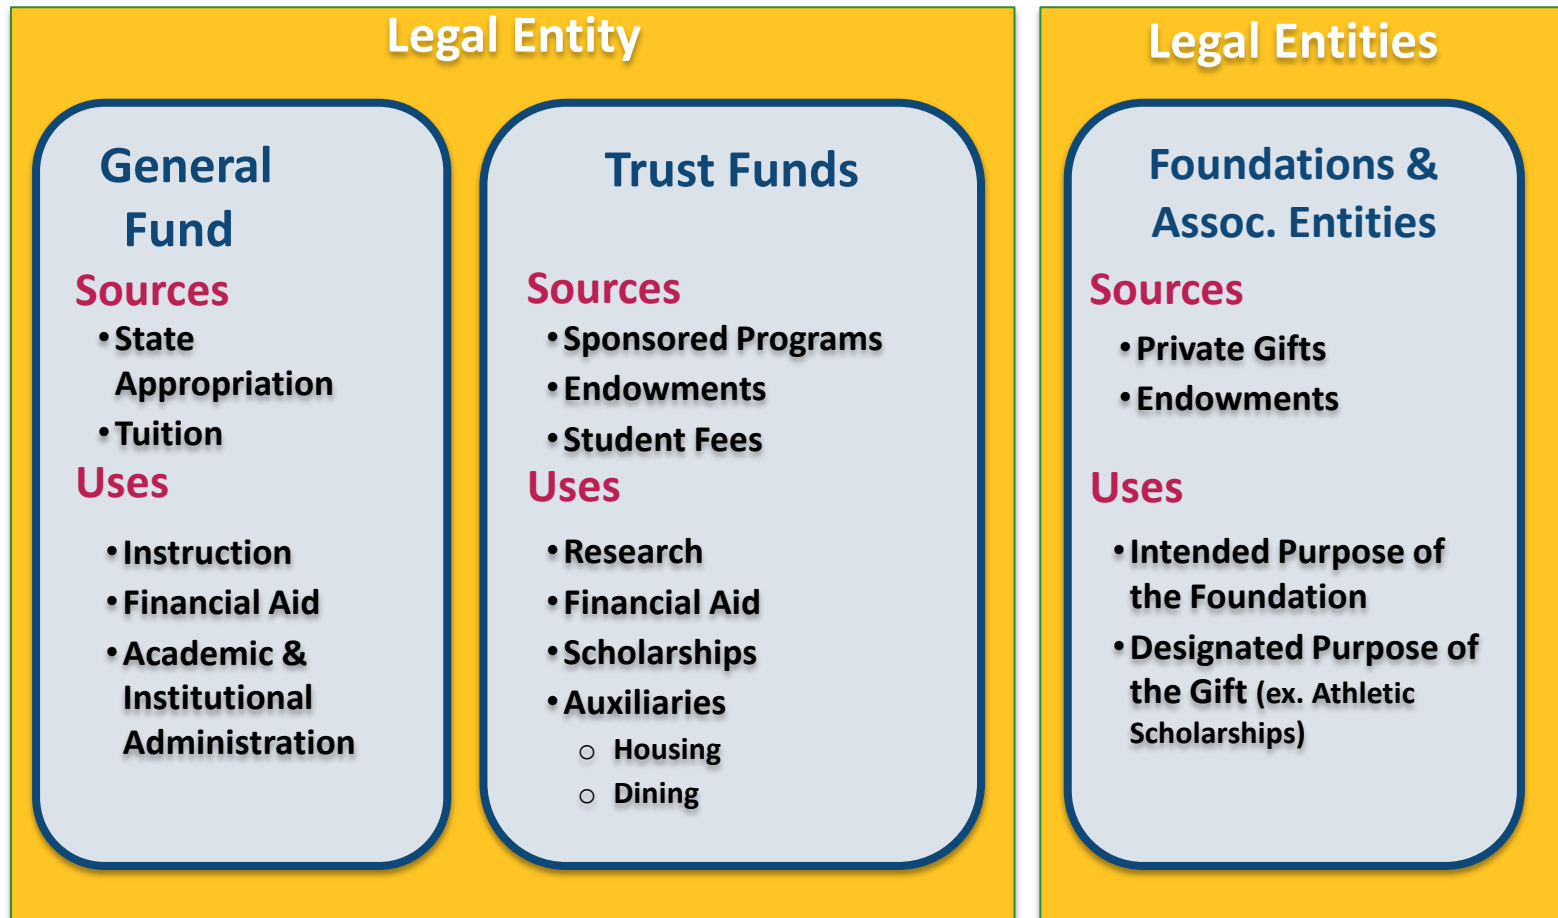 Legal Entity
General
Fund
Sources
•State
Appropriation
•Tuition
Uses
•Instruction
•Financial Aid
•Academic &
Institutional
Administration
Trust Funds
Sources
•Sponsored Programs
•Endowments
•Student Fees
Uses
•Research
•Financial Aid
•Scholarships
•Auxiliaries
o Housing
o Dining
Legal Entities
Foundations &
Assoc. Entities
Sources
•Private Gifts
•Endowments
Uses
•Intended Purpose of
the Foundation
•Designated Purpose of
the Gift (ex. Athletic
Scholarships)